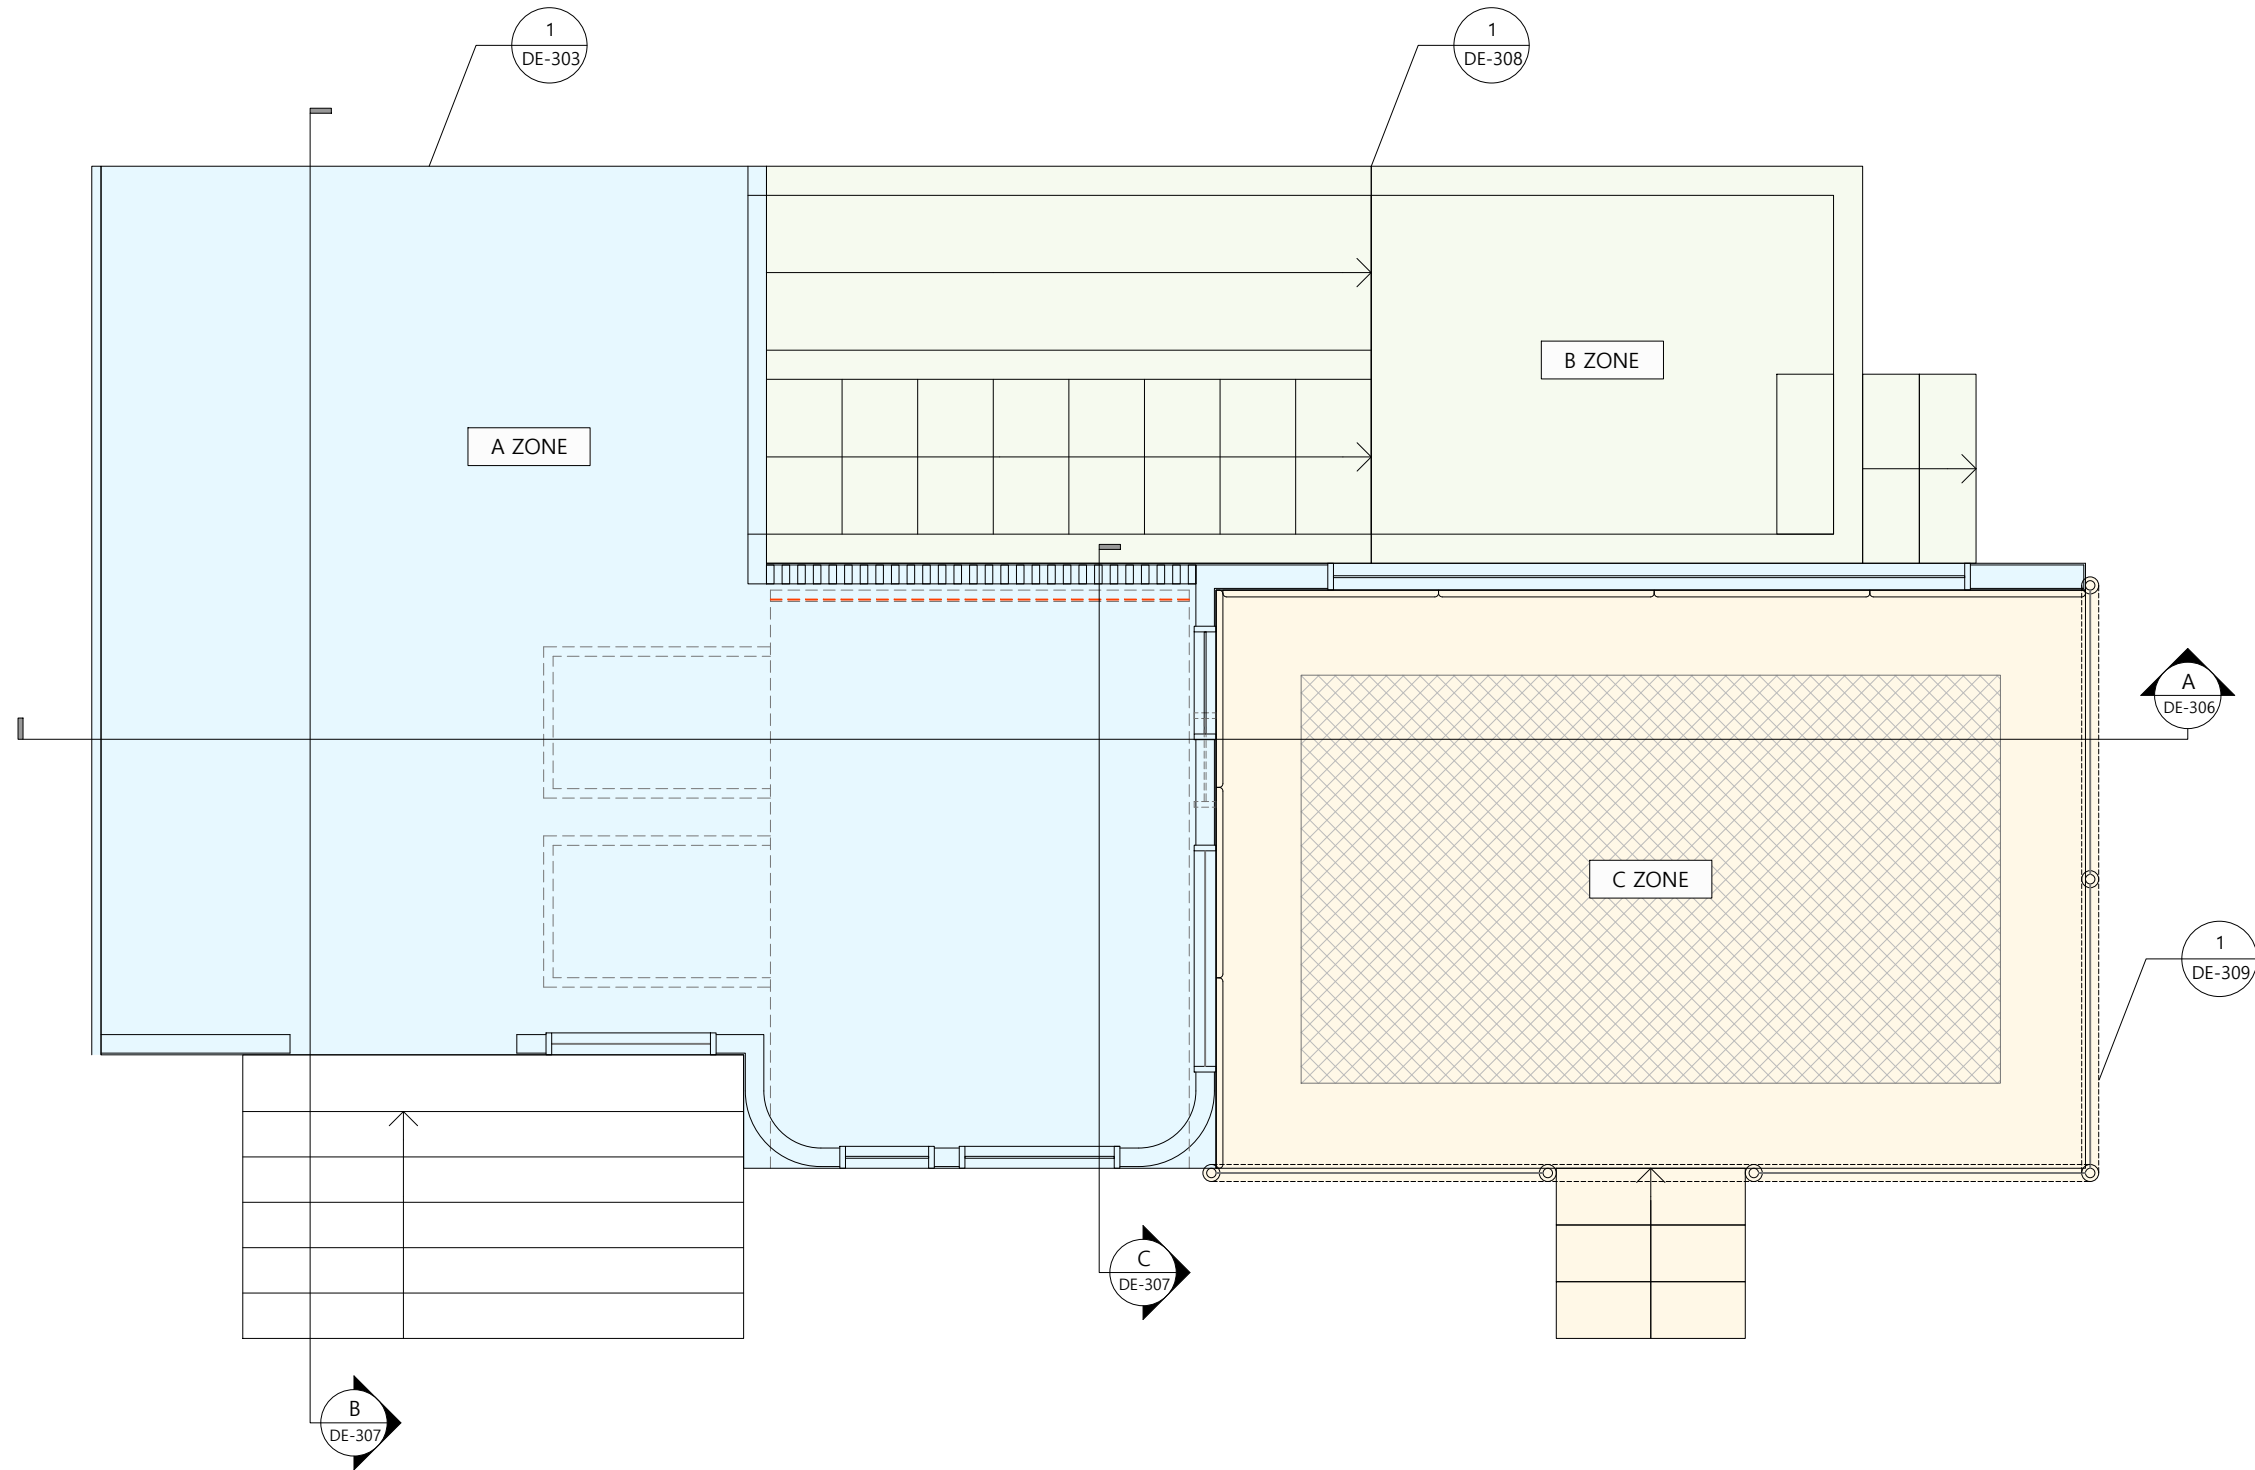 1
DE-303
1
DE-308
B ZONE
A ZONE
A
DE-306
C ZONE
1
DE-309
C
DE-307
B
DE-307